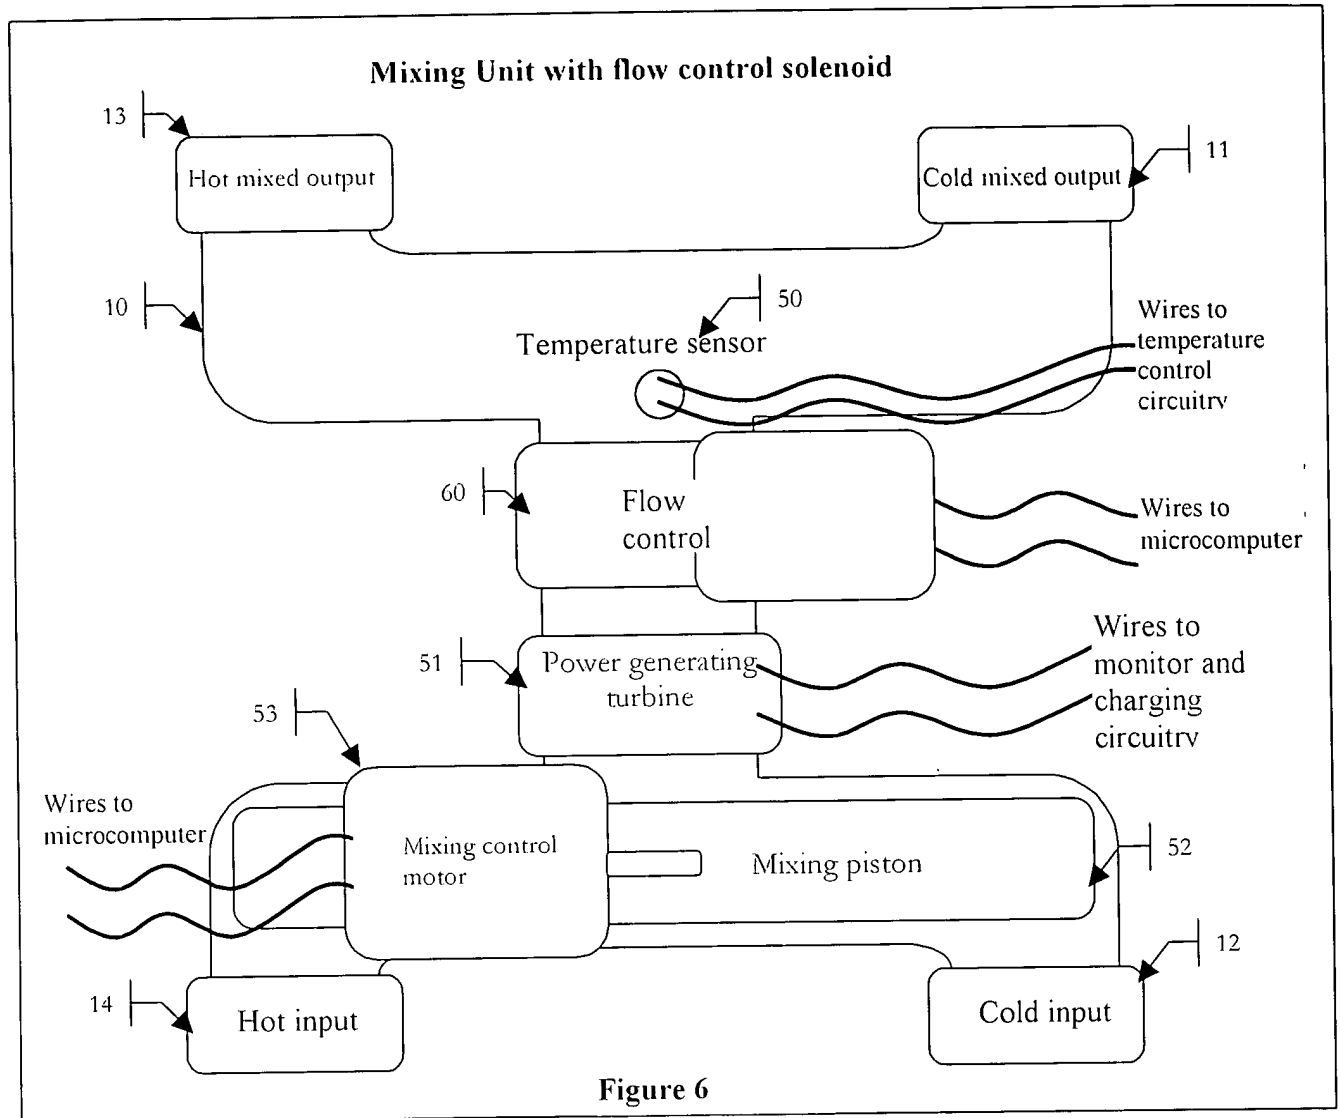 Mixing Unit with flow control solenoid
13
Hot mixed output
Cold mixed output
11
10
50
Temperature sensor
Wires to
temperature
control
circuitry
60
Flow
control
Wires to
microcomputer
51
Power generating
turbine
Wires to
monitor and
charging
circuitry
53
Wires to
microcomputer
Mixing control
motor
Mixing piston
52
12
14
Hot input
Cold input
Figure 6